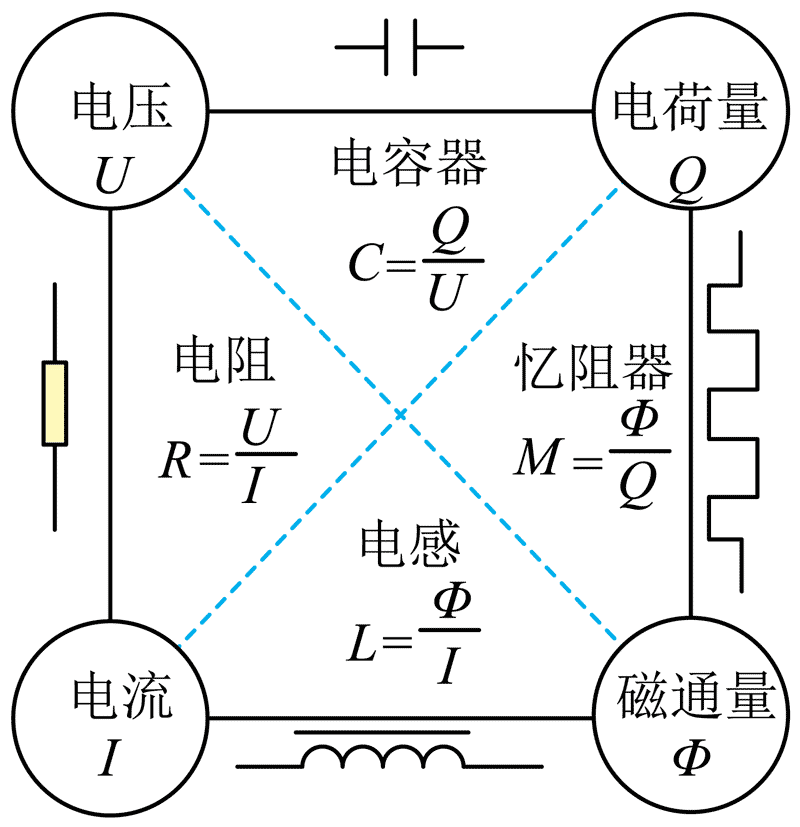 电压
U
电荷量
Q
电容器
C=Q/U
电阻
R=U/I
忆阻器
M=Φ/Q
电感
L=Φ/I
电流
I
磁通量
Φ